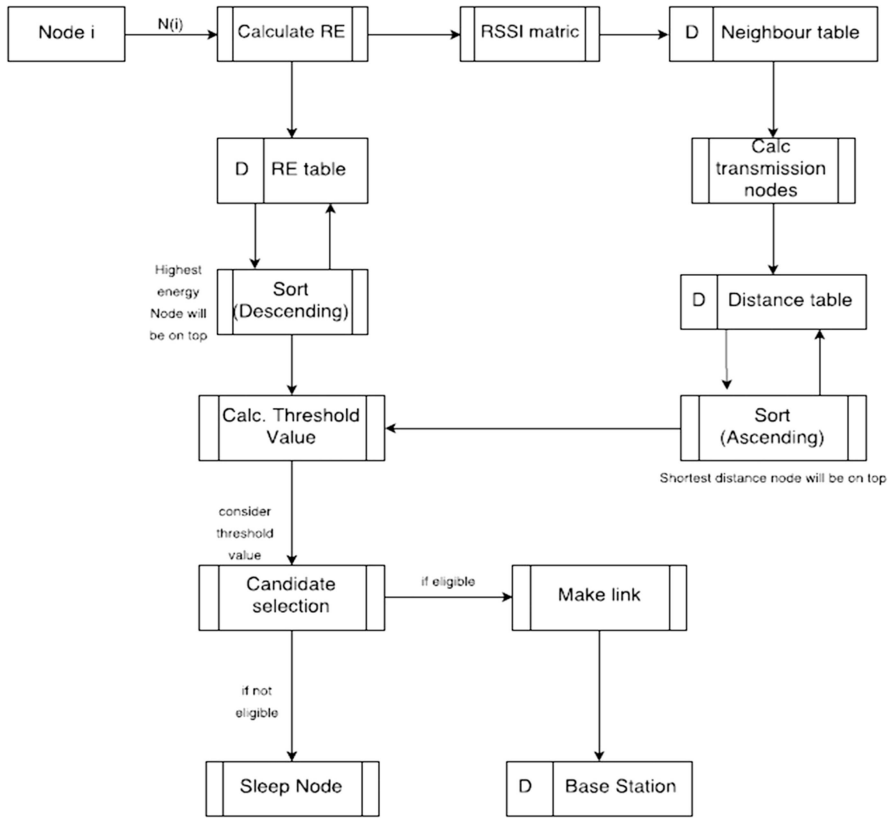 Node i
N(i)
Calculate RE
RSSI matric
D
Neighbour table
D
RE table
Calc
transmission
nodes
Highest
energy
Node will
be on top
Sort
(Descending)
D
Distance table
Calc. Threshold
Value
Sort
(Ascending)
Shortest distance node will be on top
consider
threshold
value
Candidate
selection
if eligible
Make link
if not
eligible
Sleep Node
D
Base Station